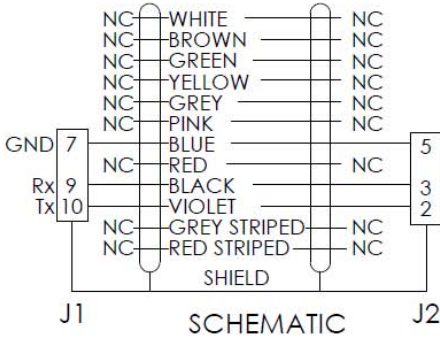 NC WHITE NC
NC BROWN NC
NC GREEN NC
NC YELLOW NC
NC GREY NC
NC PINK NC
GND 7 BLUE 5
NC RED NC
Rx 9 BLACK 3
Tx 10 VIOLET 2
NC GREY STRIPED NC
NC RED STRIPED NC
SHIELD
J1 SCHEMATIC J2